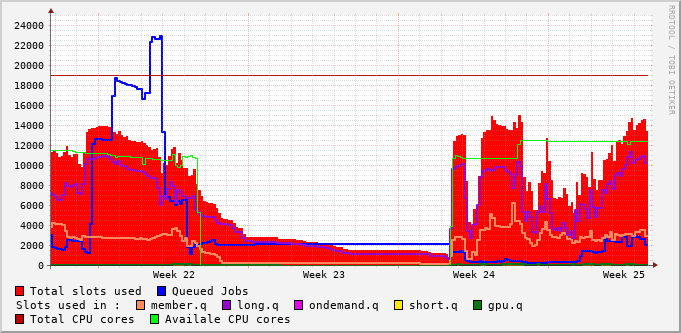 RRDTOOL / TOBI OETIKER
24000
22000
20000
18000
16000
14000
12000
10000
8000
6000
4000
2000
0
Week 22 Week 23 Week 24 Week 25
Total slots used Queued Jobs
Slots used in : member.q long.q ondemand.q short.q gpu.q
Total CPU cores Availale CPU cores